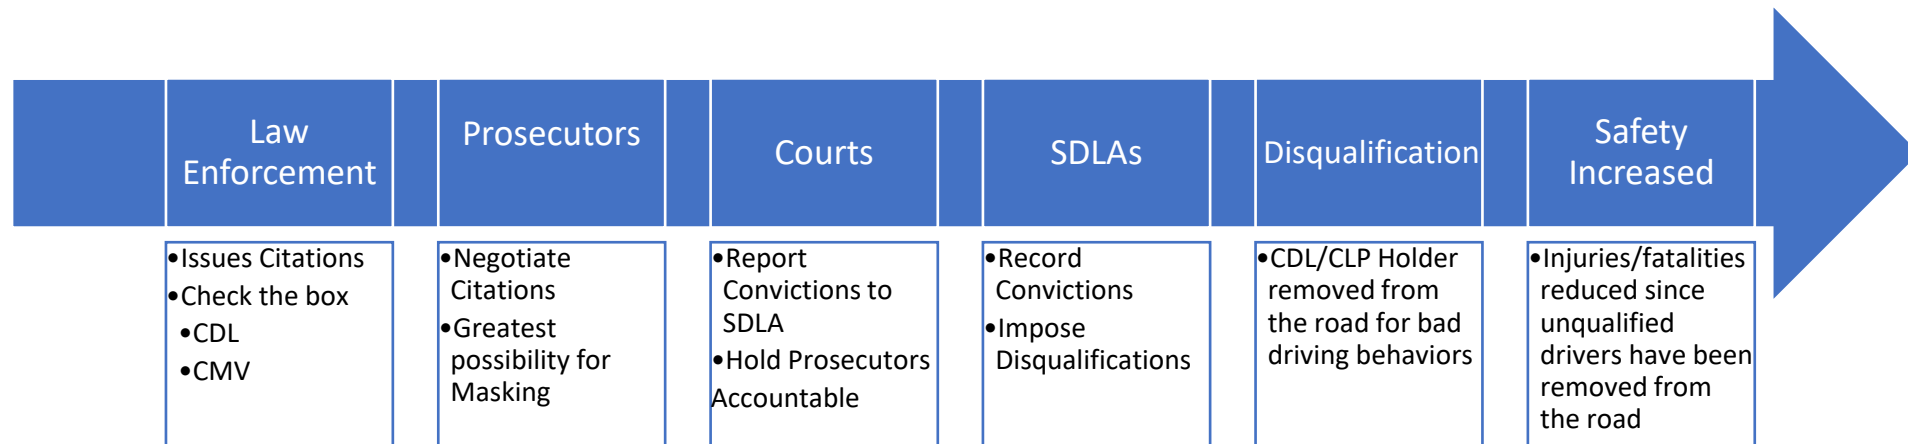 Law
Enforcement
•Issues Citations
•Check the box
•CDL
•CMV
Prosecutors
•Negotiate
Citations
•Greatest
possibility for
Masking
Courts
•Report
Convictions to
SDLA
•Hold Prosecutors
Accountable
SDLAs
•Record
Convictions
•Impose
Disqualifications
Disqualification
•CDL/CLP Holder
removed from
the road for bad
driving behaviors
Safety
Increased
•Injuries/fatalities
reduced since
unqualified
drivers have been
removed from
the road